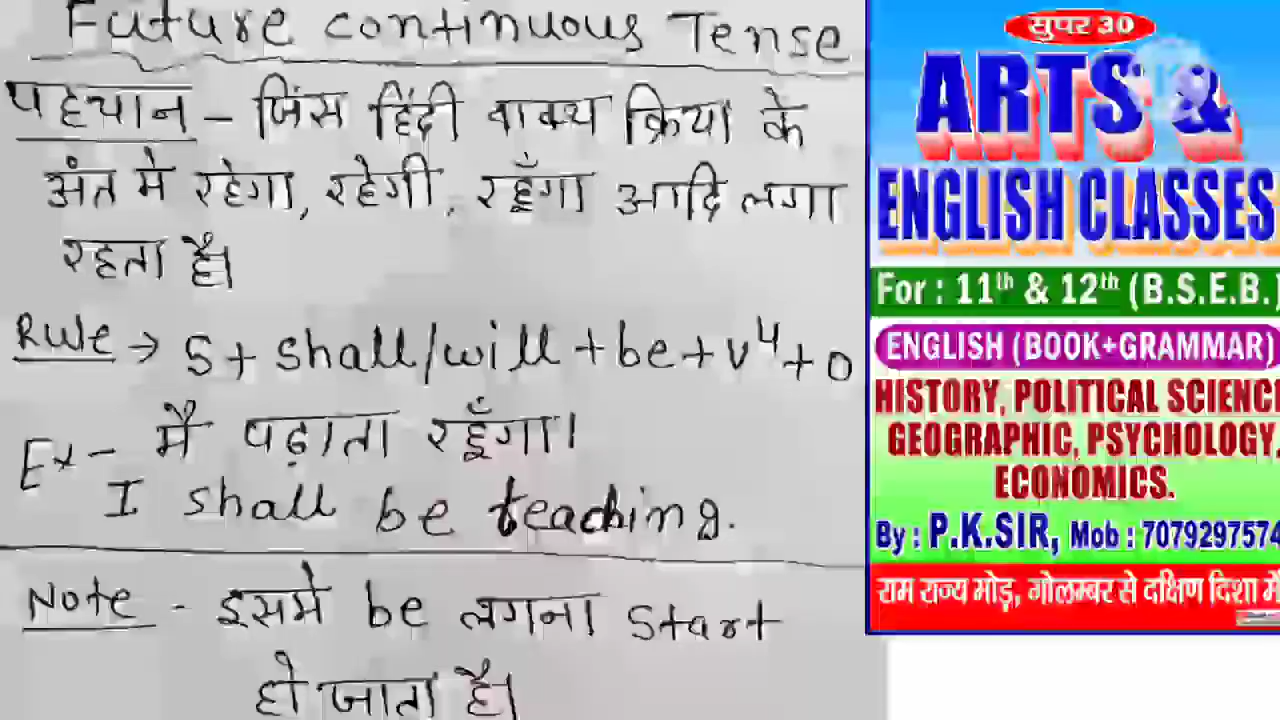 Future continuous Tense
पहचान - जिस हिंदी वाक्य क्रिया के
अंत मे रहेगा, रहेगी, रहूँगा आदि लगा
रहता है।
Rule → S + shall/will + be + v⁴ + o
Ex - मै पढ़ाता रहूँगा।
I shall be teaching.
Note - इसमे be लगना start
हो जाता है।
सुपर 30
ARTS &
ENGLISH CLASSES
For : 11th & 12th (B.S.E.B.)
ENGLISH (BOOK+GRAMMAR)
HISTORY, POLITICAL SCIENC
GEOGRAPHIC, PSYCHOLOGY,
ECONOMICS.
By : P.K.SIR, Mob : 7079297574
राम राज्य मोड़, गोलम्बर से दक्षिण दिशा में